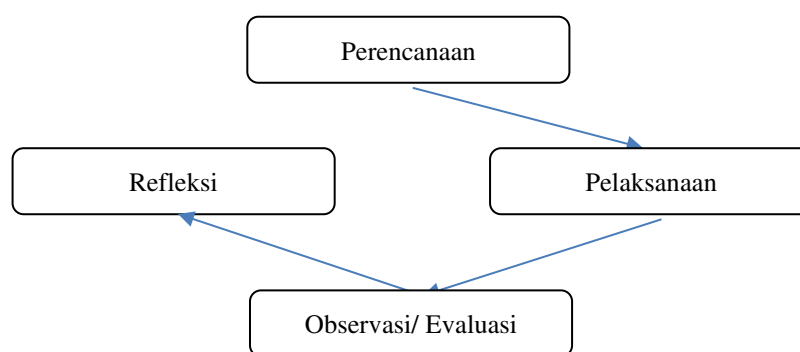 Perencanaan
Refleksi
Pelaksanaan
Observasi/ Evaluasi